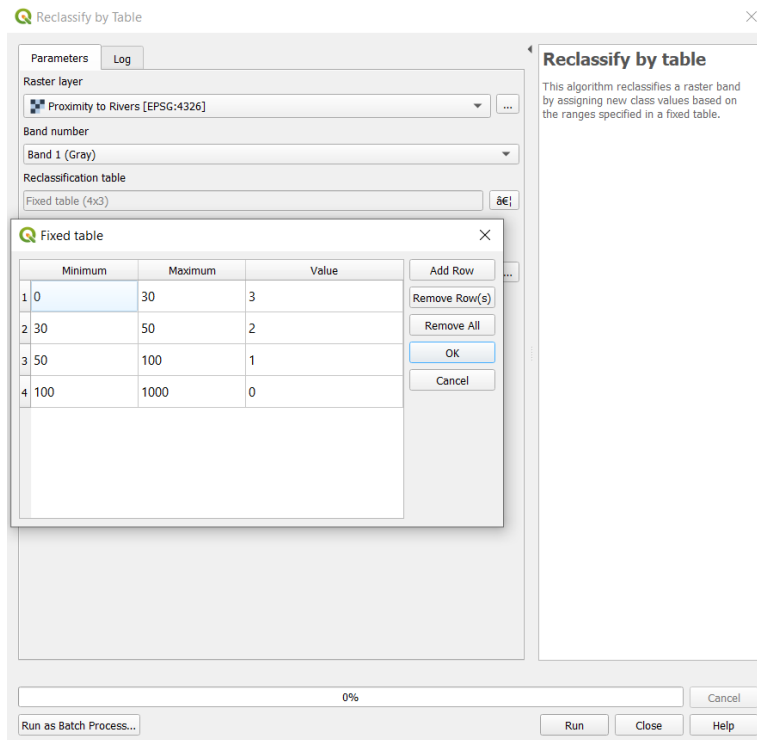 Reclassify by Table
Parameters
Log
Raster layer
Proximity to Rivers [EPSG:4326]
...
Band number
Band 1 (Gray)
Reclassification table
Fixed table (4x3)
â€¦
Fixed table
Minimum Maximum Value
1 0 30 3
2 30 50 2
3 50 100 1
4 100 1000 0
Add Row
Remove Row(s)
Remove All
OK
Cancel
...
Reclassify by table
This algorithm reclassifies a raster band
by assigning new class values based on
the ranges specified in a fixed table.
0%
Cancel
Run as Batch Process...
Run
Close
Help